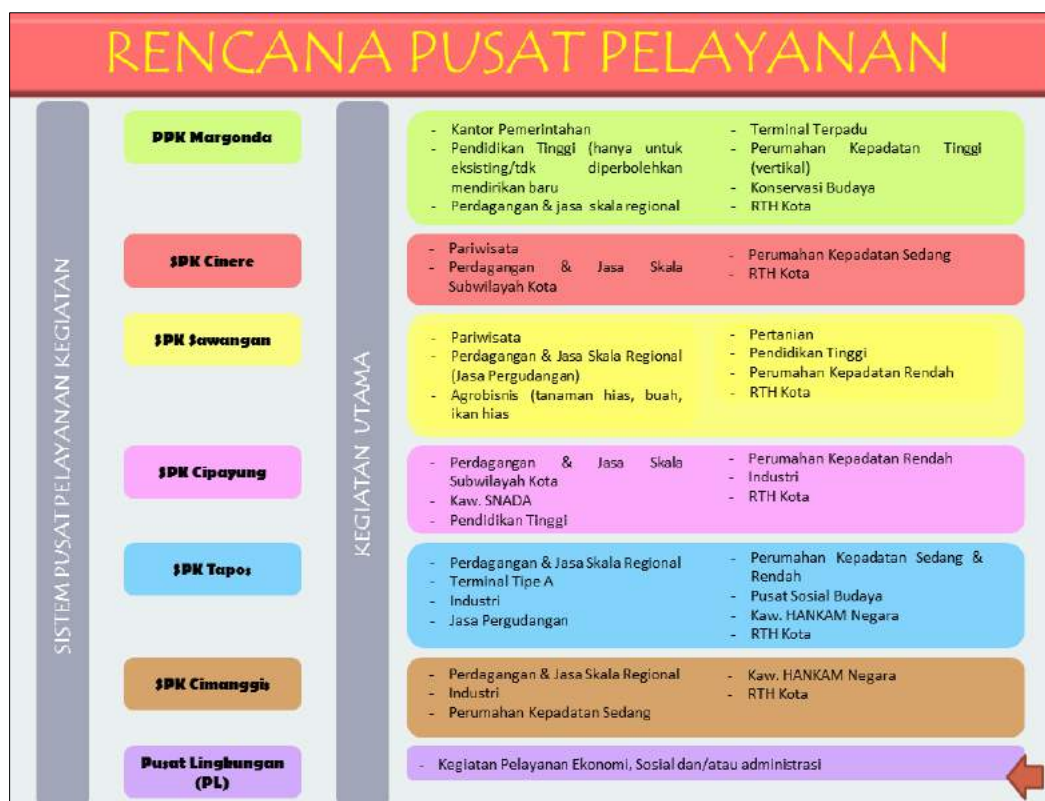 RENCANA PUSAT PELAYANAN
SISTEM PUSAT PELAYANAN KEGIATAN
KEGIATAN UTAMA
PPK Margonda
- Kantor Pemerintahan
- Pendidikan Tinggi (hanya untuk
eksisting/tdk diperbolehkan
mendirikan baru
- Perdagangan & jasa skala regional
- Terminal Terpadu
- Perumahan Kepadatan Tinggi
(vertikal)
- Konservasi Budaya
- RTH Kota
SPK Cinere
- Pariwisata
- Perdagangan & Jasa Skala
Subwilayah Kota
- Perumahan Kepadatan Sedang
- RTH Kota
SPK Sawangan
- Pariwisata
- Perdagangan & Jasa Skala Regional
(Jasa Pergudangan)
- Agrobisnis (tanaman hias, buah,
ikan hias
- Pertanian
- Pendidikan Tinggi
- Perumahan Kepadatan Rendah
- RTH Kota
SPK Cipayung
- Perdagangan & Jasa Skala
Subwilayah Kota
- Kaw. SNADA
- Pendidikan Tinggi
- Perumahan Kepadatan Rendah
- Industri
- RTH Kota
SPK Tapos
- Perdagangan & Jasa Skala Regional
- Terminal Tipe A
- Industri
- Jasa Pergudangan
- Perumahan Kepadatan Sedang &
Rendah
- Pusat Sosial Budaya
- Kaw. HANKAM Negara
- RTH Kota
SPK Cimanggis
- Perdagangan & Jasa Skala Regional
- Industri
- Perumahan Kepadatan Sedang
- Kaw. HANKAM Negara
- RTH Kota
Pusat Lingkungan
(PL)
- Kegiatan Pelayanan Ekonomi, Sosial dan/atau administrasi